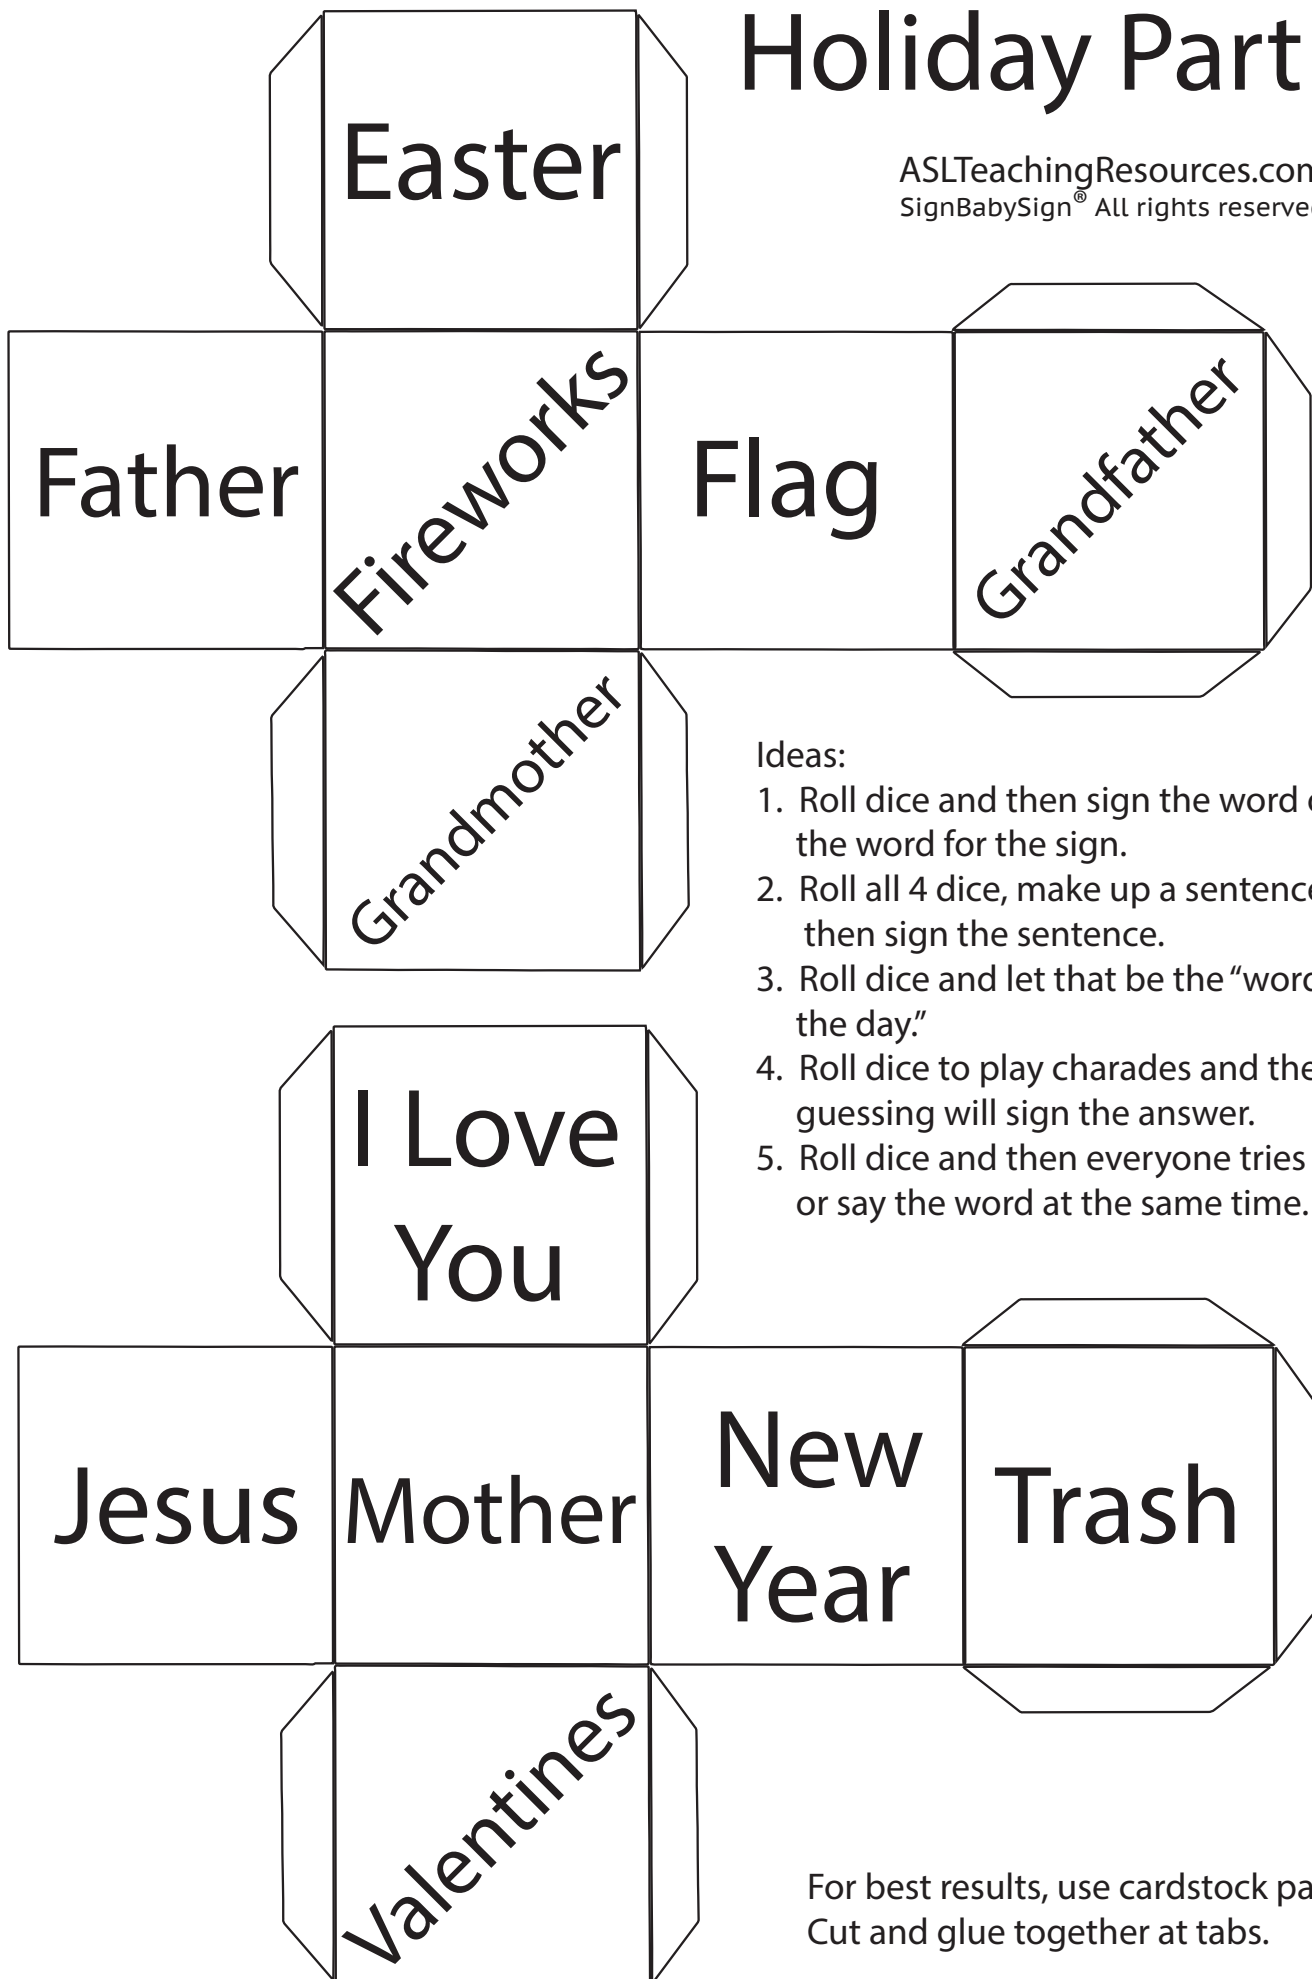 Holiday Part
ASLTeachingResources.com
SignBabySign® All rights reserved
Easter
Father
Fireworks
Flag
Grandfather
Grandmother
Ideas:
1. Roll dice and then sign the word
the word for the sign.
2. Roll all 4 dice, make up a sentence
then sign the sentence.
3. Roll dice and let that be the “word
the day.”
4. Roll dice to play charades and the
guessing will sign the answer.
5. Roll dice and then everyone tries
or say the word at the same time.
I Love
You
Jesus
Mother
New
Year
Trash
Valentines
For best results, use cardstock pa
Cut and glue together at tabs.